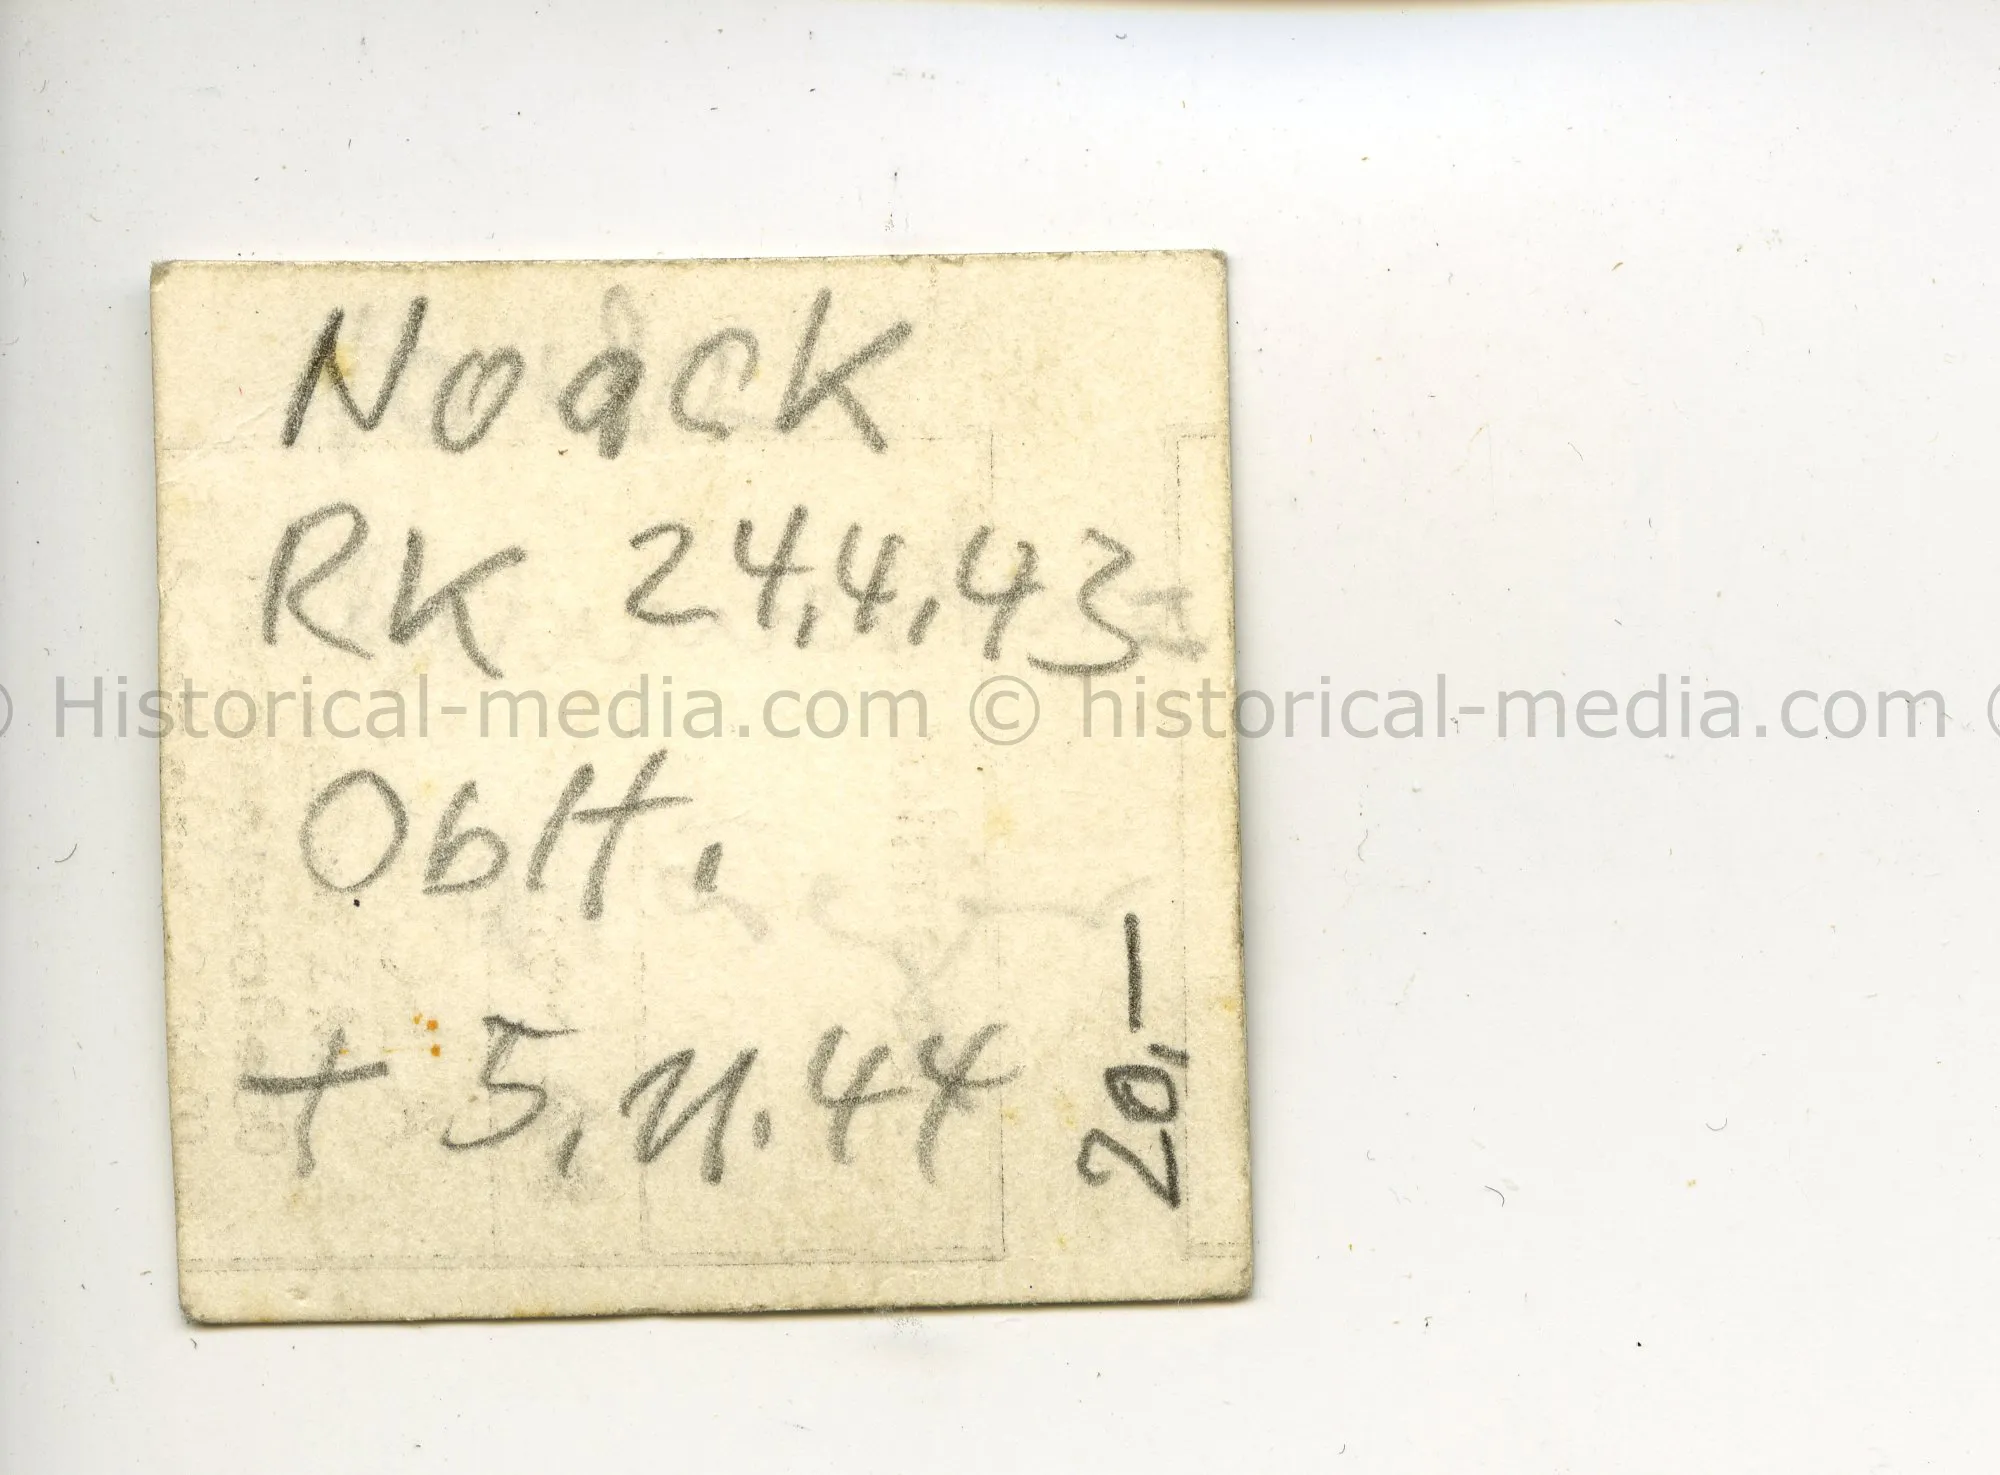 Noack
RK 24,4,43
© Historical-media.com © historical-media.com ©
Oblt,
+ 5,11.44
20,—